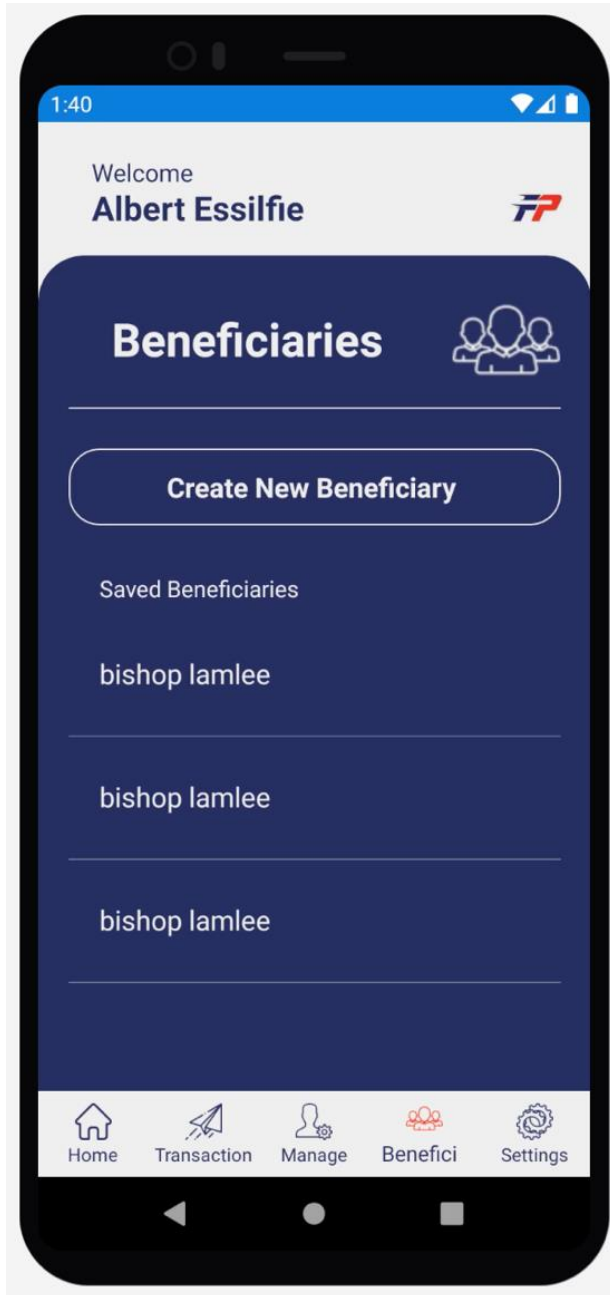 1:40
Welcome
Albert Essilfie
FP
Beneficiaries
Create New Beneficiary
Saved Beneficiaries
bishop lamlee
bishop lamlee
bishop lamlee
Home Transaction Manage Benefici Settings